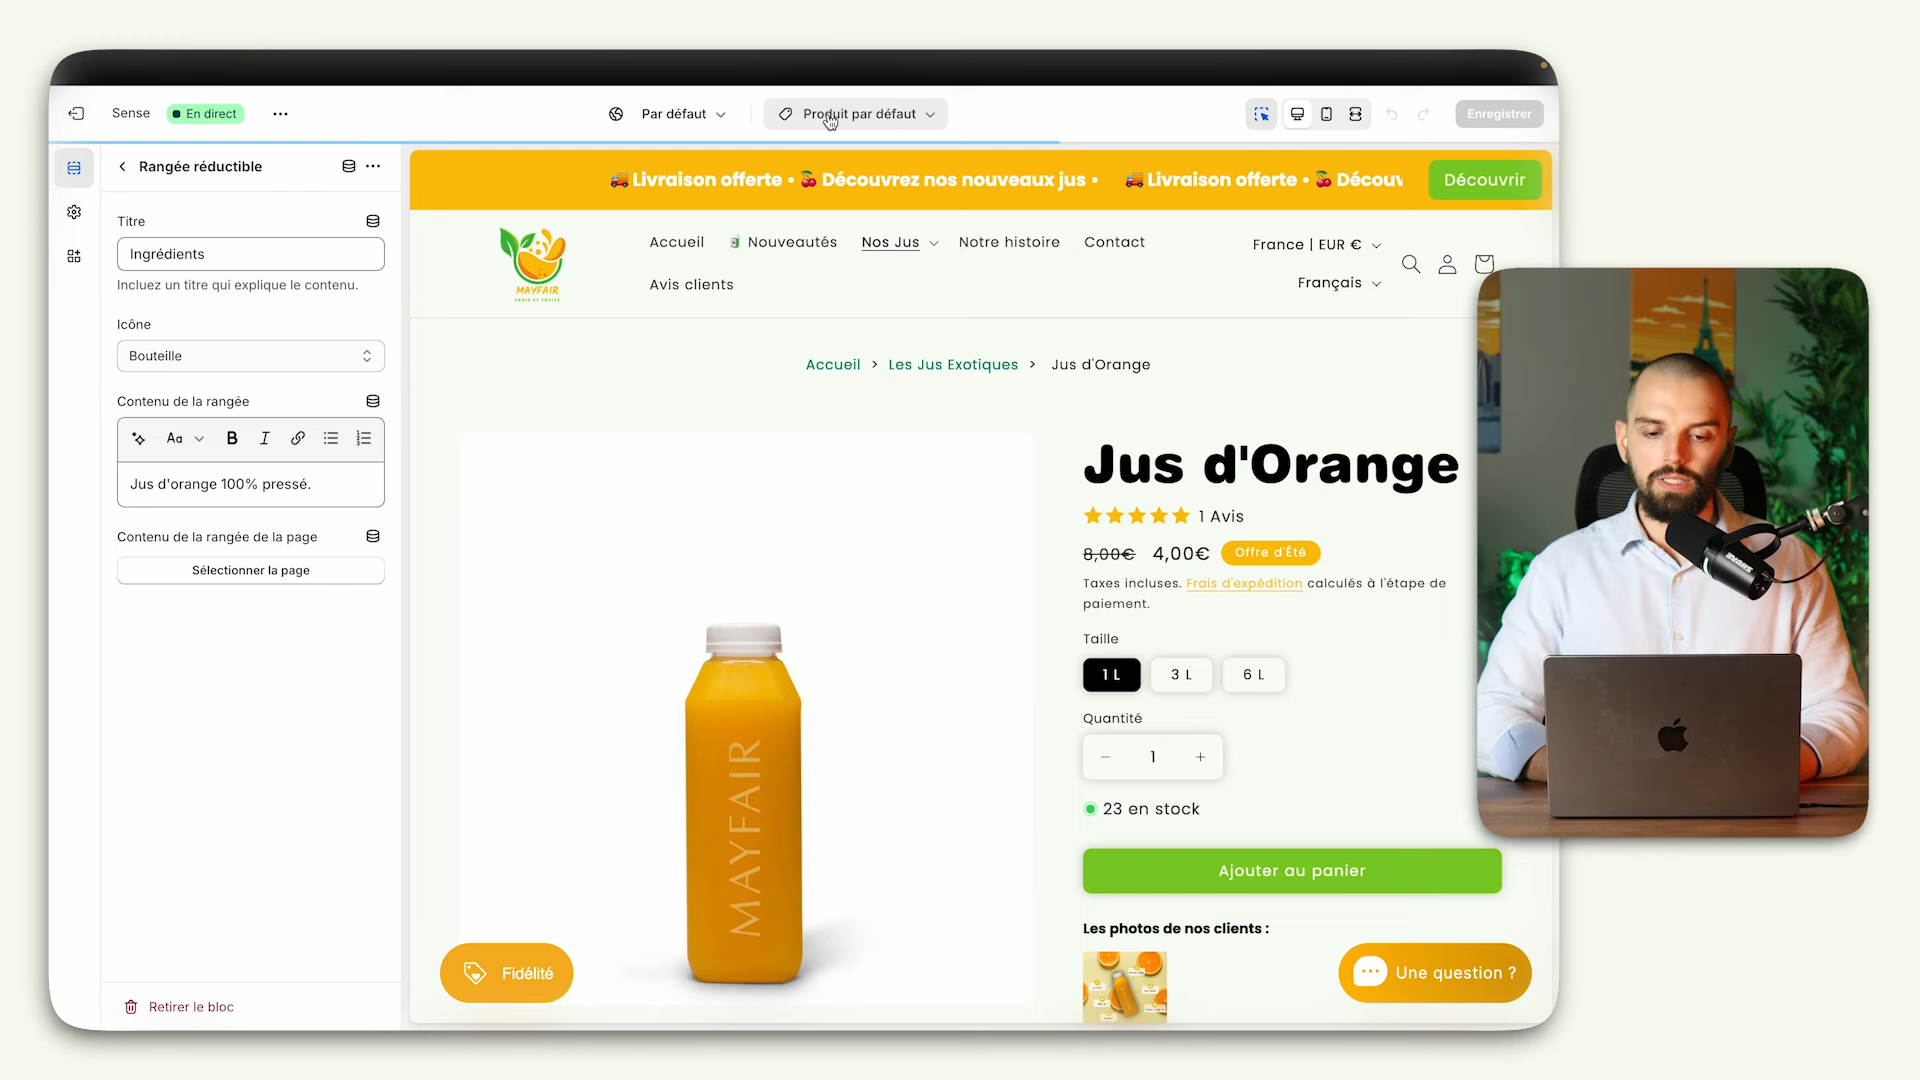 Sense
En direct
Par défaut
Produit par défaut
Enregistrer
Rangée réductible
Titre
Ingrédients
Incluez un titre qui explique le contenu.
Icône
Bouteille
Contenu de la rangée
Aa
B
I
Jus d'orange 100% pressé.
Contenu de la rangée de la page
Sélectionner la page
Retirer le bloc
🚚 Livraison offerte • 🍒 Découvrez nos nouveaux jus •
🚚 Livraison offerte • 🍒 Découv
Découvrir
MAYFAIR
FRAIS ET FRUITÉ
Accueil
Nouveautés
Nos Jus
Notre histoire
Contact
Avis clients
France | EUR €
Français
Accueil > Les Jus Exotiques > Jus d'Orange
MAYFAIR
Jus d'Orange
1 Avis
8,00€ 4,00€ Offre d'Été
Taxes incluses. Frais d'expédition calculés à l'étape de
paiement.
Taille
1 L
3 L
6 L
Quantité
− 1 +
23 en stock
Ajouter au panier
Les photos de nos clients :
Fidélité
Une question ?
SHURE